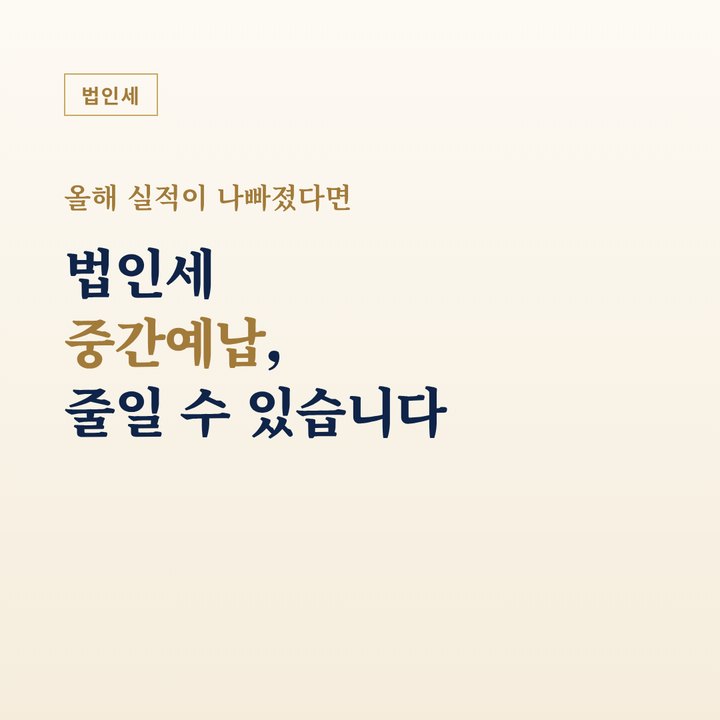 법인세
올해 실적이 나빠졌다면
법인세
중간예납,
줄일 수 있습니다